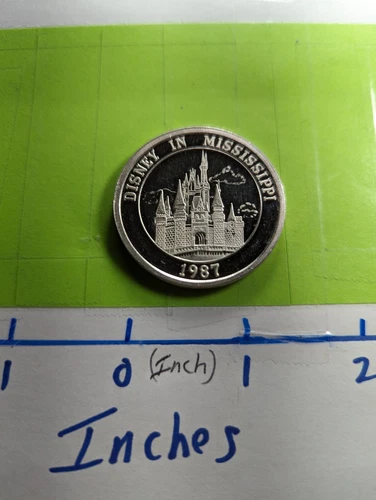 DISNEY IN MISSISSIPPI
1987
1 0 (Inch) 1 2
Inches